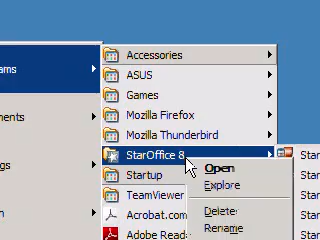 Accessories
ams
ASUS
Games
ments
Mozilla Firefox
Mozilla Thunderbird
StarOffice 8
Star
Open
Startup
Star
Explore
TeamViewer
Star
Delete
Acrobat.com
Star
Rename
Adobe Read
Star